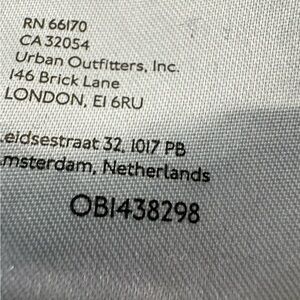 RN 66170
CA 32054
Urban Outfitters, Inc.
146 Brick Lane
LONDON, E1 6RU
eidsestraat 32, 1017 PB
msterdam, Netherlands
OB1438298